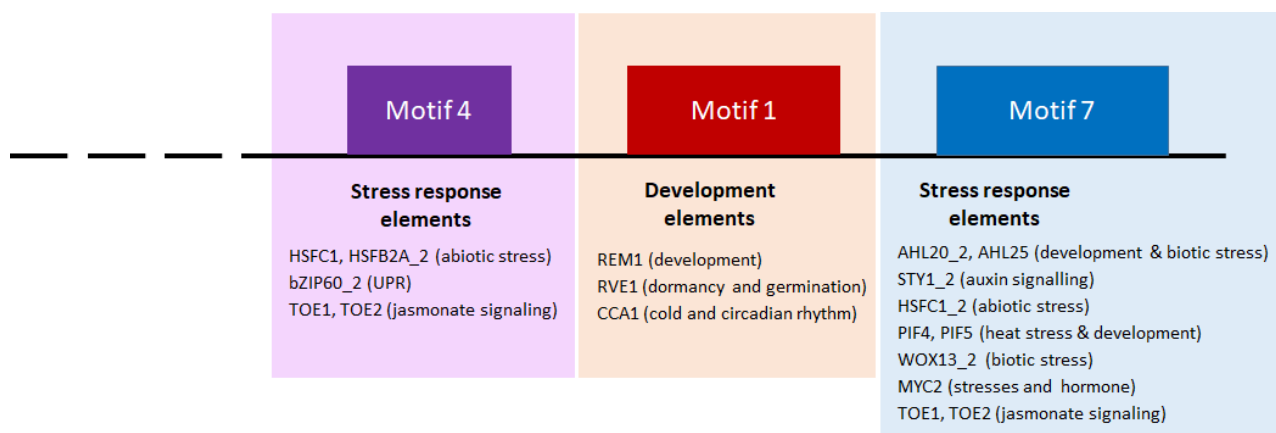 Motif 4
Motif 1
Motif 7
Stress response
elements
HSFC1, HSFB2A_2 (abiotic stress)
bZIP60_2 (UPR)
TOE1, TOE2 (jasmonate signaling)
Development
elements
REM1 (development)
RVE1 (dormancy and germination)
CCA1 (cold and circadian rhythm)
Stress response
elements
AHL20_2, AHL25 (development & biotic stress)
STY1_2 (auxin signalling)
HSFC1_2 (abiotic stress)
PIF4, PIF5 (heat stress & development)
WOX13_2 (biotic stress)
MYC2 (stresses and hormone)
TOE1, TOE2 (jasmonate signaling)